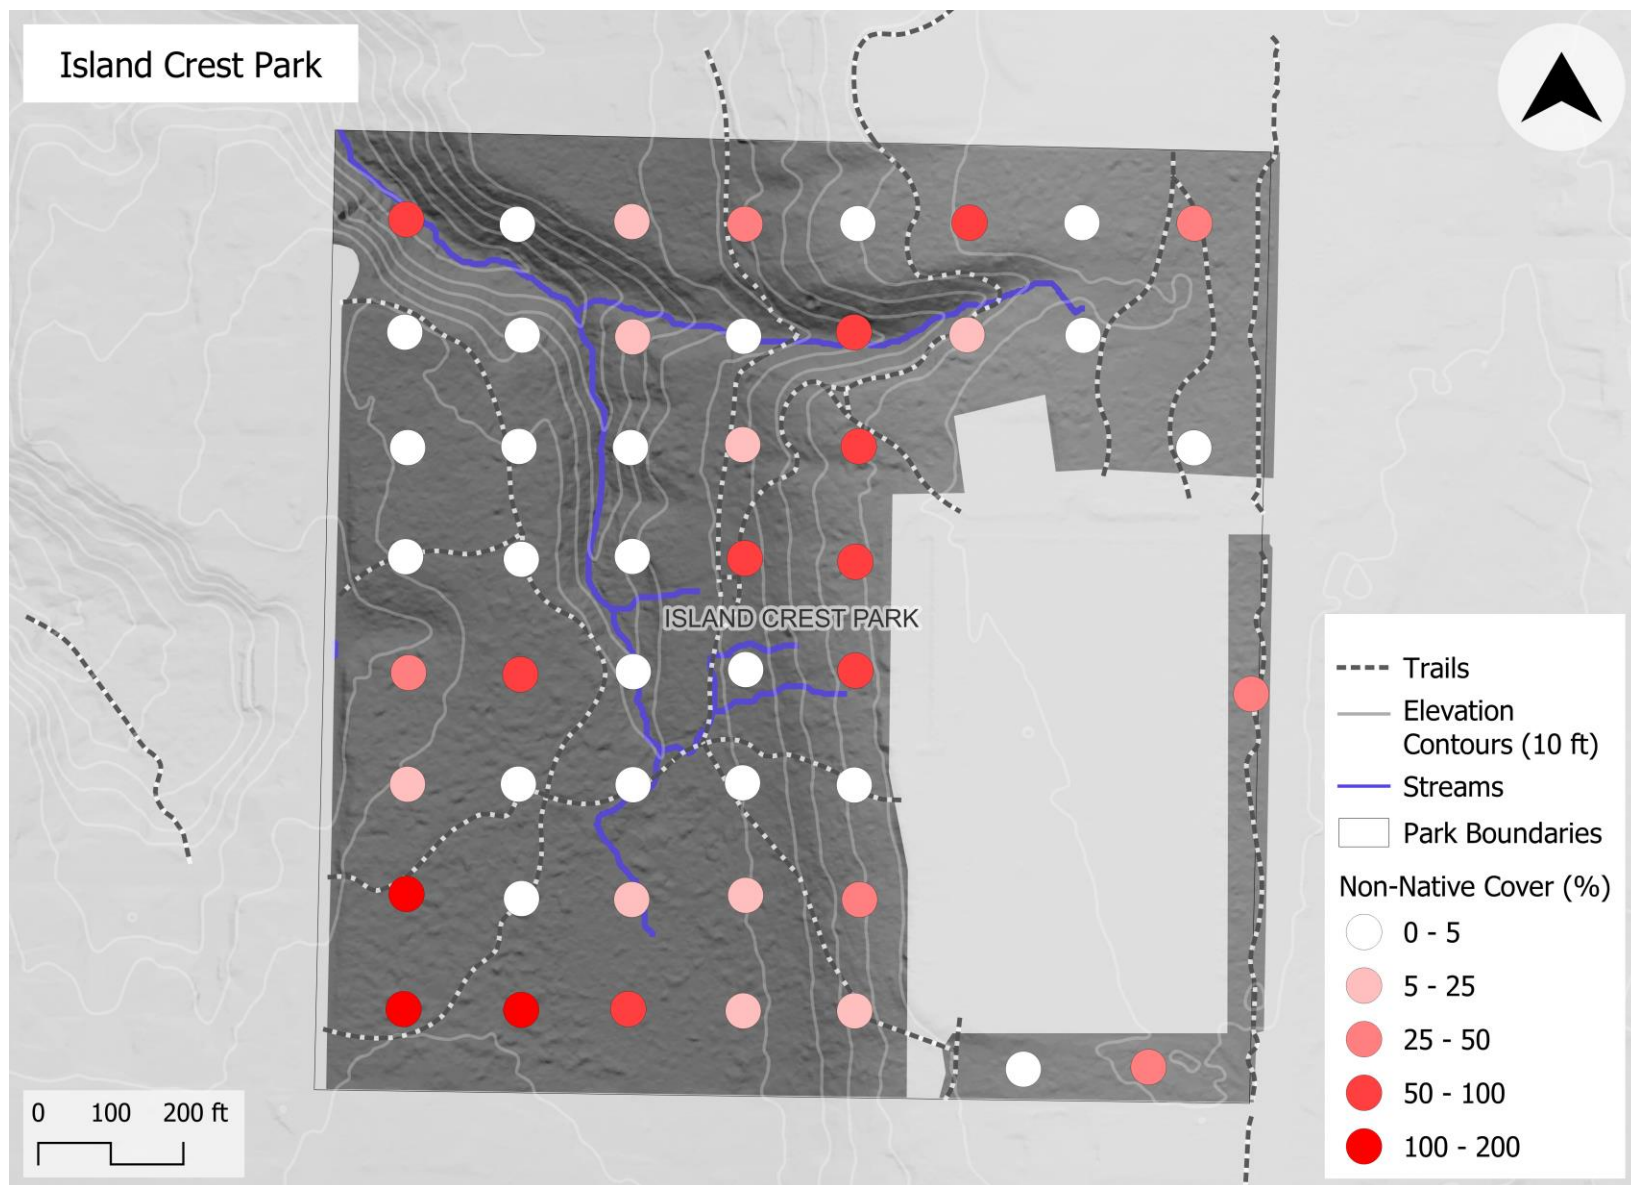 Island Crest Park
ISLAND CREST PARK
Trails
Elevation
Contours (10 ft)
Streams
Park Boundaries
Non-Native Cover (%)
0 - 5
5 - 25
25 - 50
50 - 100
100 - 200
0 100 200 ft